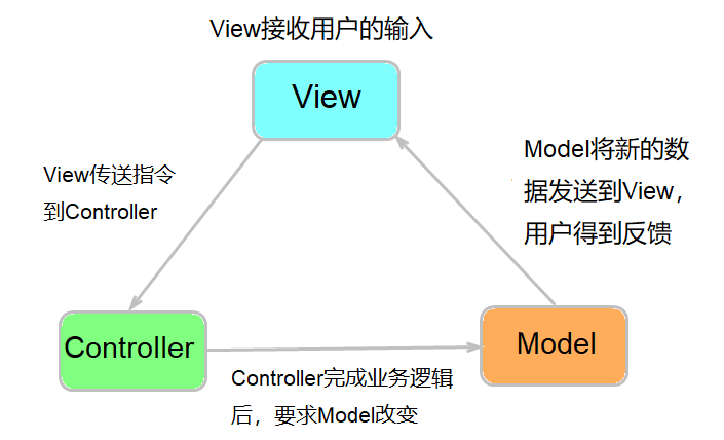 View接收用户的输入
View
View传送指令
到Controller
Model将新的数
据发送到View，
用户得到反馈
Controller
Model
Controller完成业务逻辑
后，要求Model改变